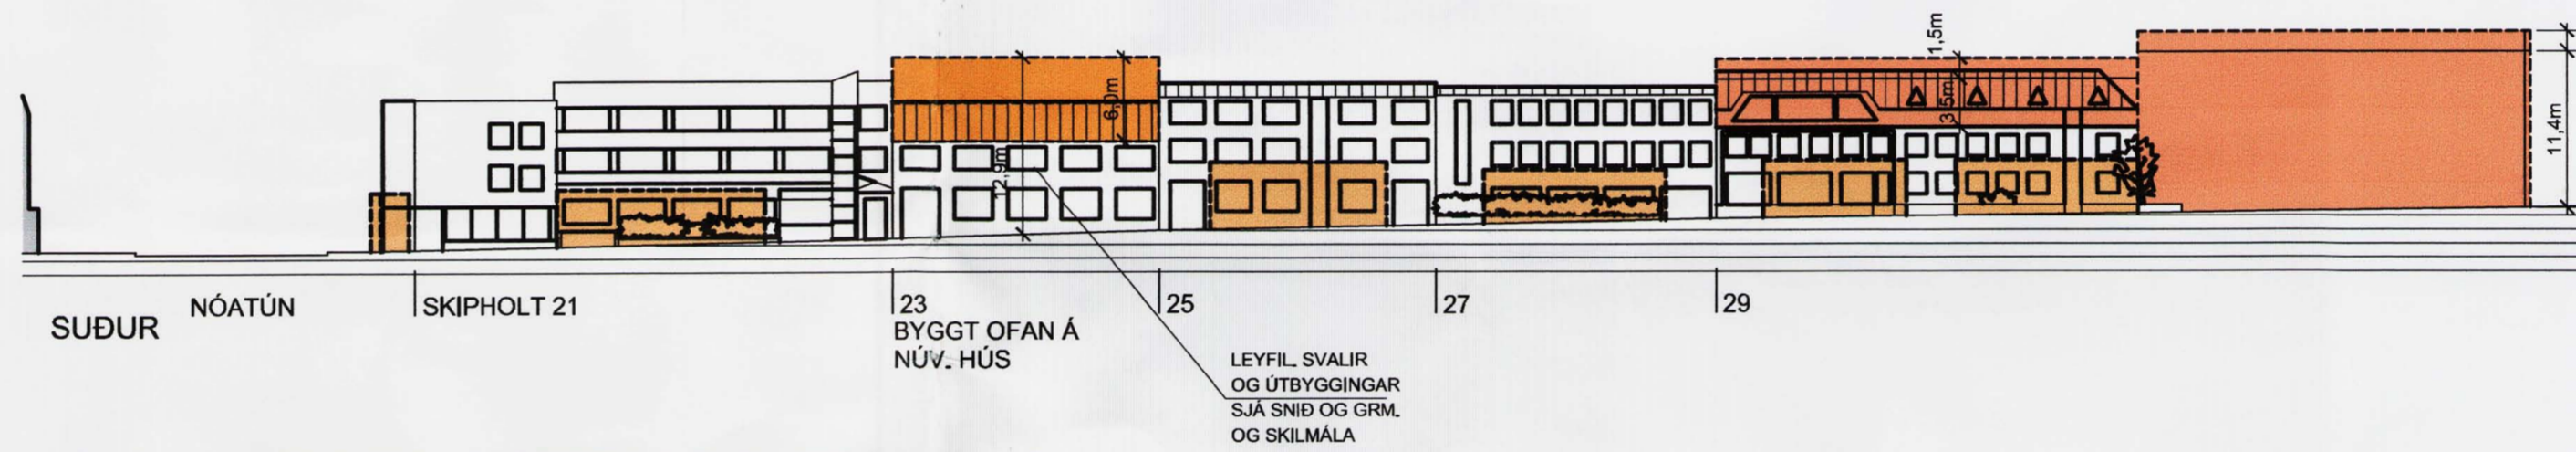 1,5m
6,0m
3,5m
11,4m
12,9m
NÓATÚN
SKIPHOLT 21
23
25
27
29
SUÐUR
BYGGT OFAN Á
NÚV. HÚS
LEYFIL. SVALIR
OG ÚTBYGGINGAR
SJÁ SNIÐ OG GRM.
OG SKILMÁLA